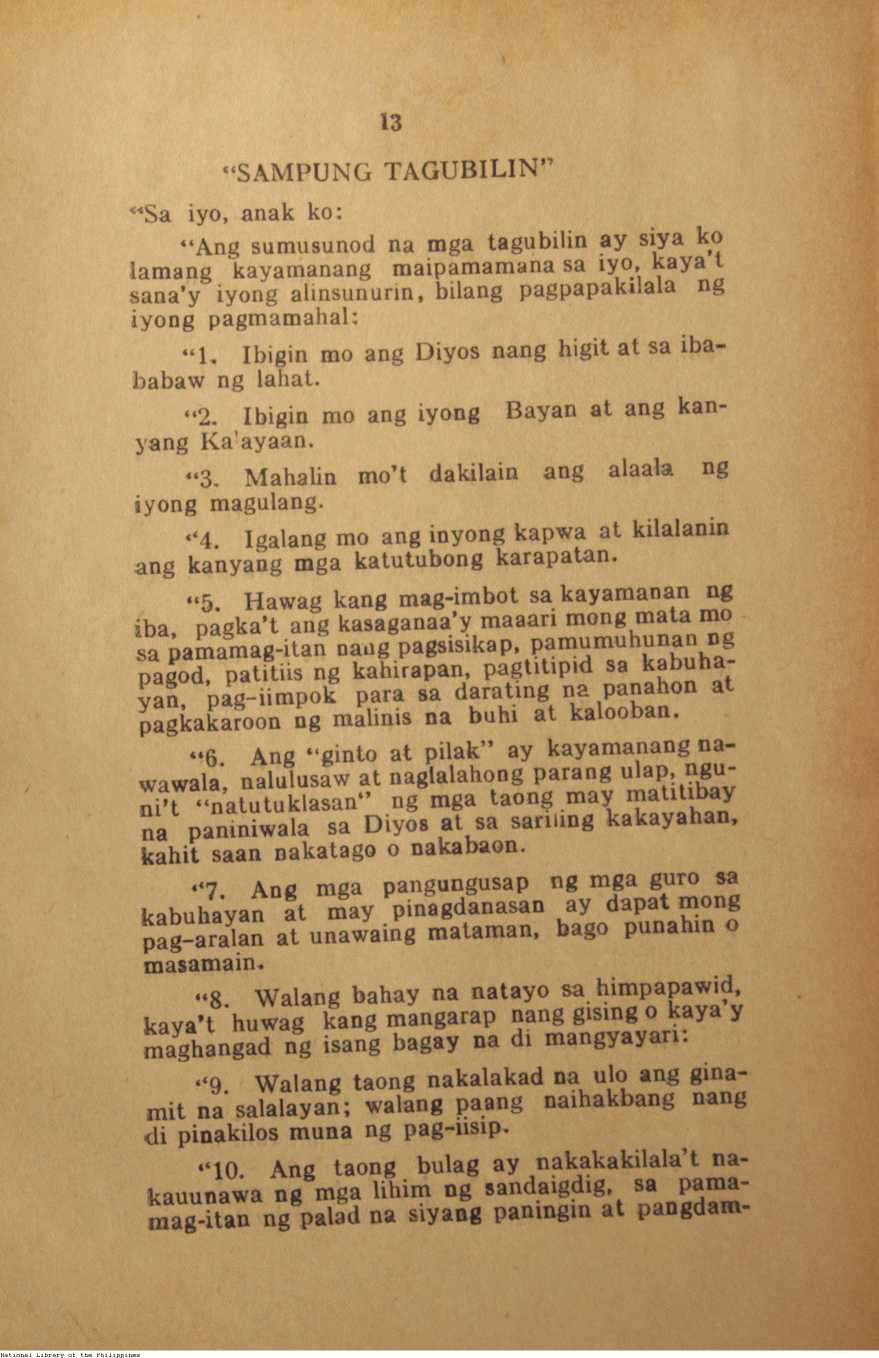 13
“SAMPUNG TAGUBILIN”
“Sa iyo, anak ko:
“Ang sumusunod na mga tagubilin ay siya ko
lamang kayamanang maipamamana sa iyo, kaya’t
sana’y iyong alinsunurin, bilang pagpapakilala ng
iyong pagmamahal:
“1. Ibigin mo ang Diyos nang higit at sa iba-
babaw ng lahat.
“2. Ibigin mo ang iyong Bayan at ang kan-
yang Ka'ayaan.
“3. Mahalin mo’t dakilain ang alaala ng
iyong magulang.
“4. Igalang mo ang inyong kapwa at kilalanin
ang kanyang mga katutubong karapatan.
“5. Hawag kang mag-imbot sa kayamanan ng
iba, pagka’t ang kasaganaa’y maaari mong mata mo
sa pamamag-itan nang pagsisikap, pamumuhunan ng
pagod, patitiis ng kahirapan, pagtitipid sa kabuha-
yan, pag-iimpok para sa darating na panahon at
pagkakaroon ng malinis na buhi at kalooban.
“6. Ang “ginto at pilak” ay kayamanang na-
wawala, nalulusaw at naglalahong parang ulap, ngu-
ni’t “natutuklasan“ ng mga taong may matitibay
na paniniwala sa Diyos at sa sariling kakayahan,
kahit saan nakatago o nakabaon.
“7. Ang mga pangungusap ng mga guro sa
kabuhayan at may pinagdanasan ay dapat mong
pag-aralan at unawaing mataman, bago punahin o
masamain.
“8. Walang bahay na natayo sa himpapawid,
kaya’t huwag kang mangarap nang gising o kaya’y
maghangad ng isang bagay na di mangyayari:
“9. Walang taong nakalakad na ulo ang gina-
mit na salalayan; walang paang naihakbang nang
di pinakilos muna ng pag-iisip.
“10. Ang taong bulag ay nakakakilala’t na-
kauunawa ng mga lihim ng sandaigdig, sa pama-
mag-itan ng palad na siyang paningin at pangdam-
National Library of the Philippines